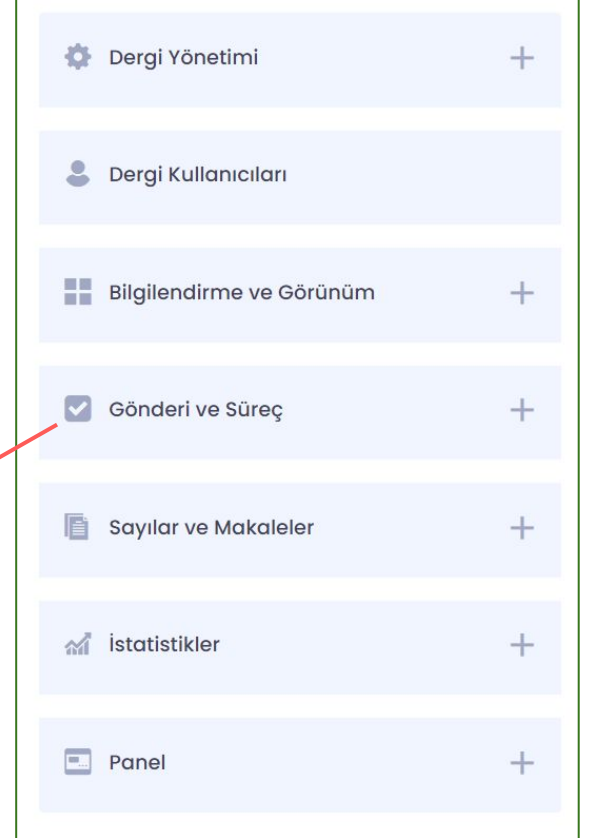 Dergi Yönetimi
Dergi Kullanıcıları
Bilgilendirme ve Görünüm
Gönderi ve Süreç
Sayılar ve Makaleler
İstatistikler
Panel